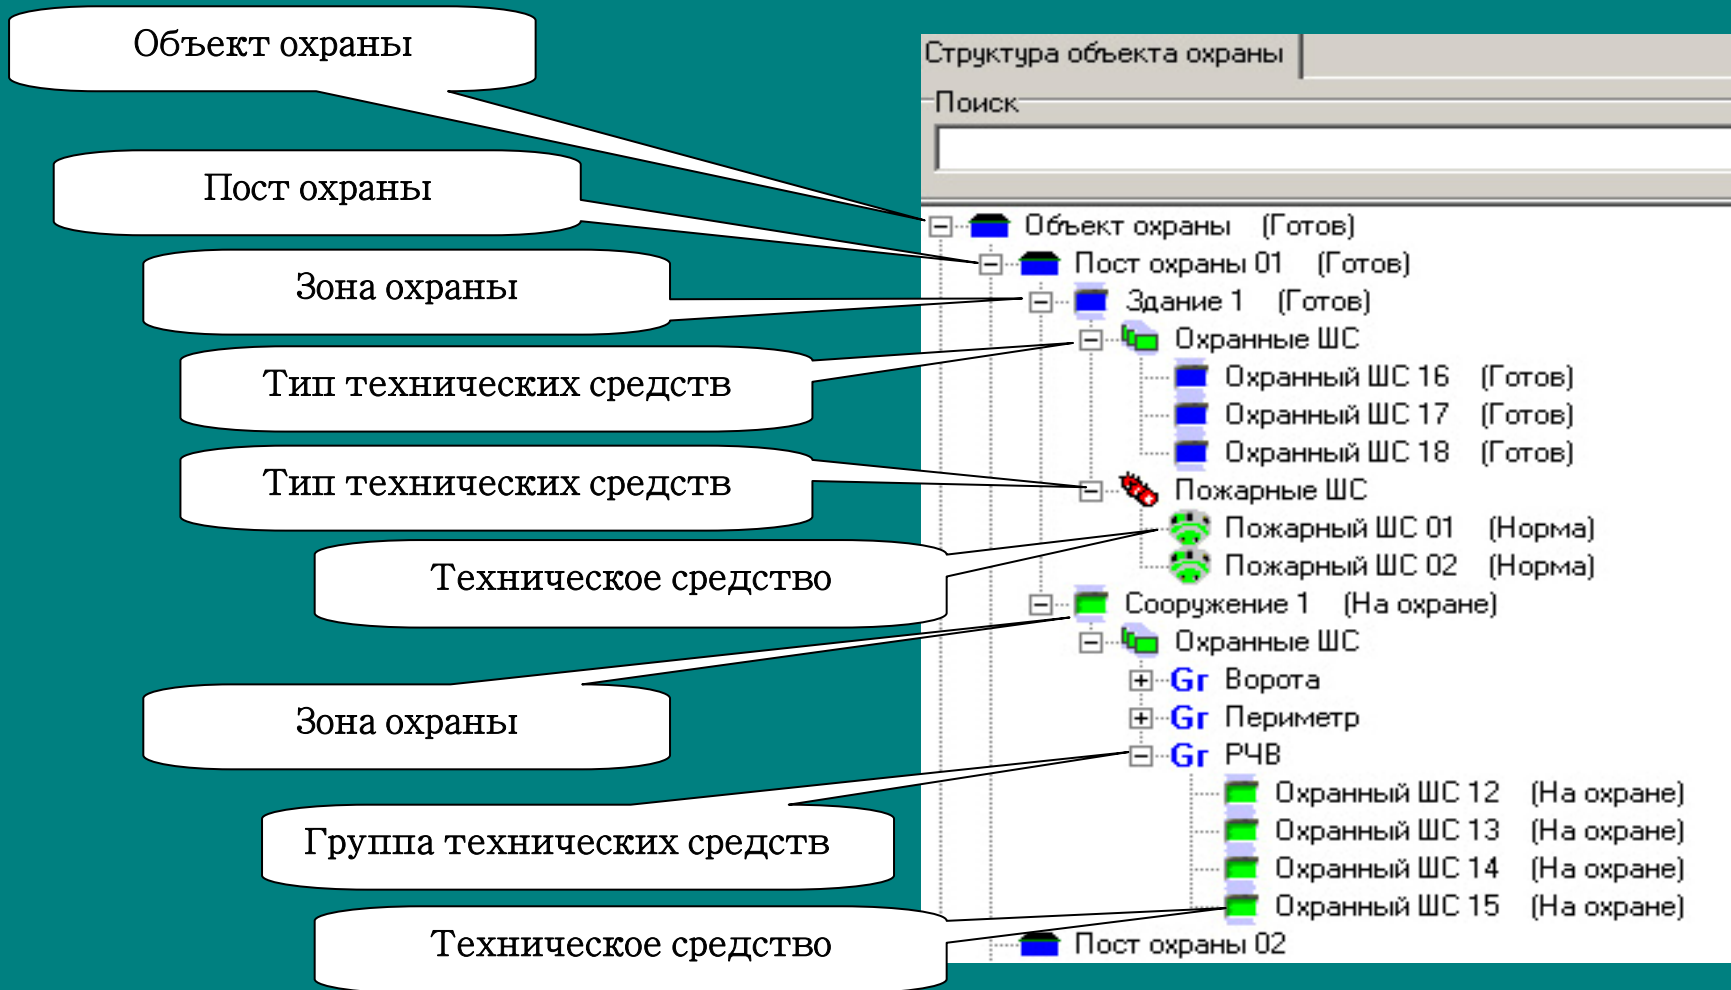 Объект охраны
Пост охраны
Зона охраны
Тип технических средств
Тип технических средств
Техническое средство
Зона охраны
Группа технических средств
Техническое средство
Структура объекта охраны
Поиск
Объект охраны (Готов)
Пост охраны 01 (Готов)
Здание 1 (Готов)
Охранные ШС
Охранный ШС 16 (Готов)
Охранный ШС 17 (Готов)
Охранный ШС 18 (Готов)
Пожарные ШС
Пожарный ШС 01 (Норма)
Пожарный ШС 02 (Норма)
Сооружение 1 (На охране)
Охранные ШС
Gr Ворота
Gr Периметр
Gr РЧВ
Охранный ШС 12 (На охране)
Охранный ШС 13 (На охране)
Охранный ШС 14 (На охране)
Охранный ШС 15 (На охране)
Пост охраны 02